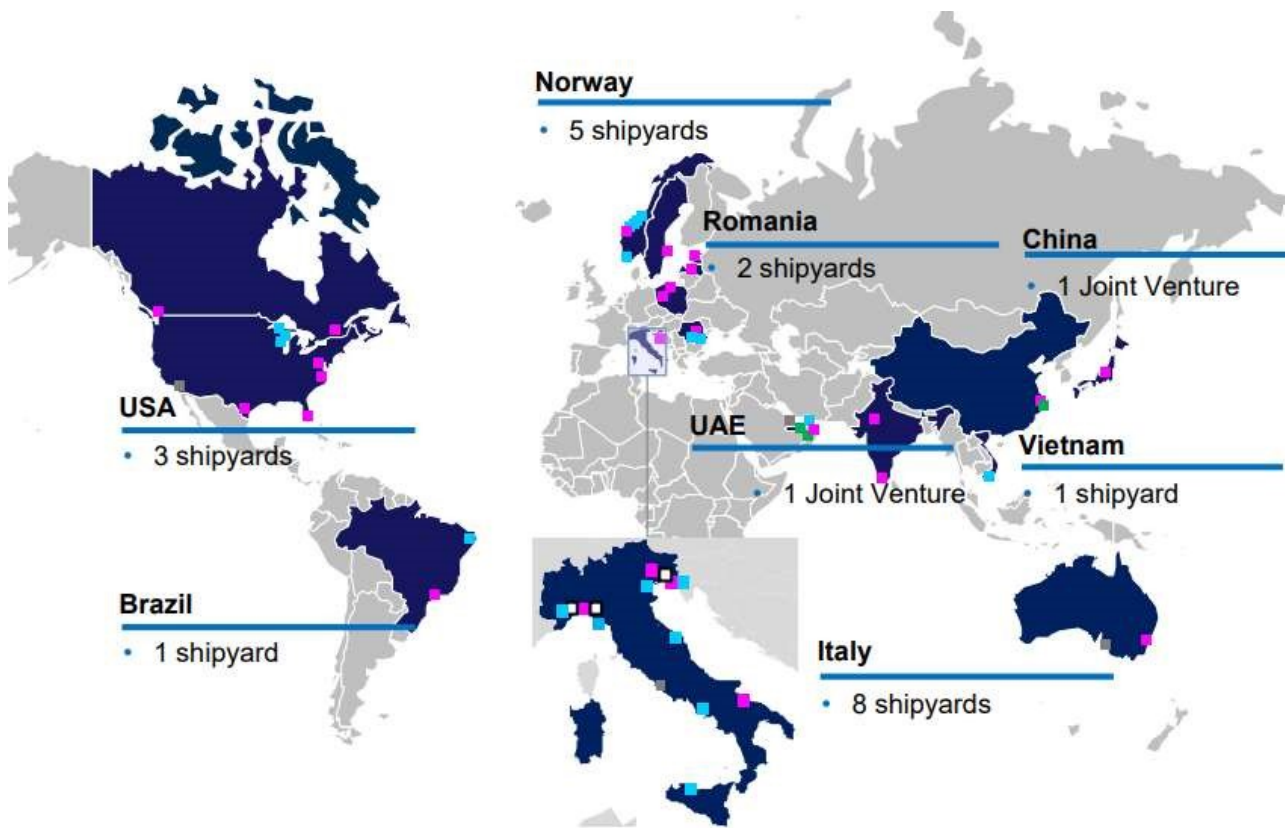 Norway
• 5 shipyards
Romania
• 2 shipyards
China
• 1 Joint Venture
USA
• 3 shipyards
UAE
• 1 Joint Venture
Vietnam
• 1 shipyard
Brazil
• 1 shipyard
Italy
• 8 shipyards